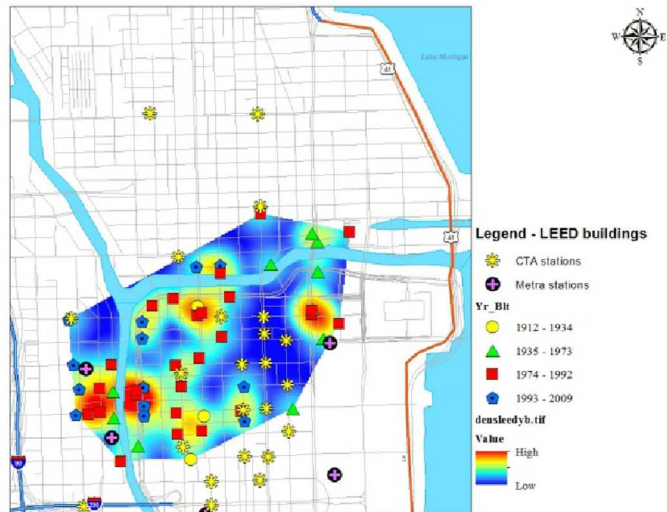 N
W E
S
Lake Michigan
41
41
Legend - LEED buildings
CTA stations
Metra stations
Yr_Blt
1912 - 1934
1935 - 1973
1974 - 1992
1993 - 2009
densleedyb.tif
Value
High
Low
90
290